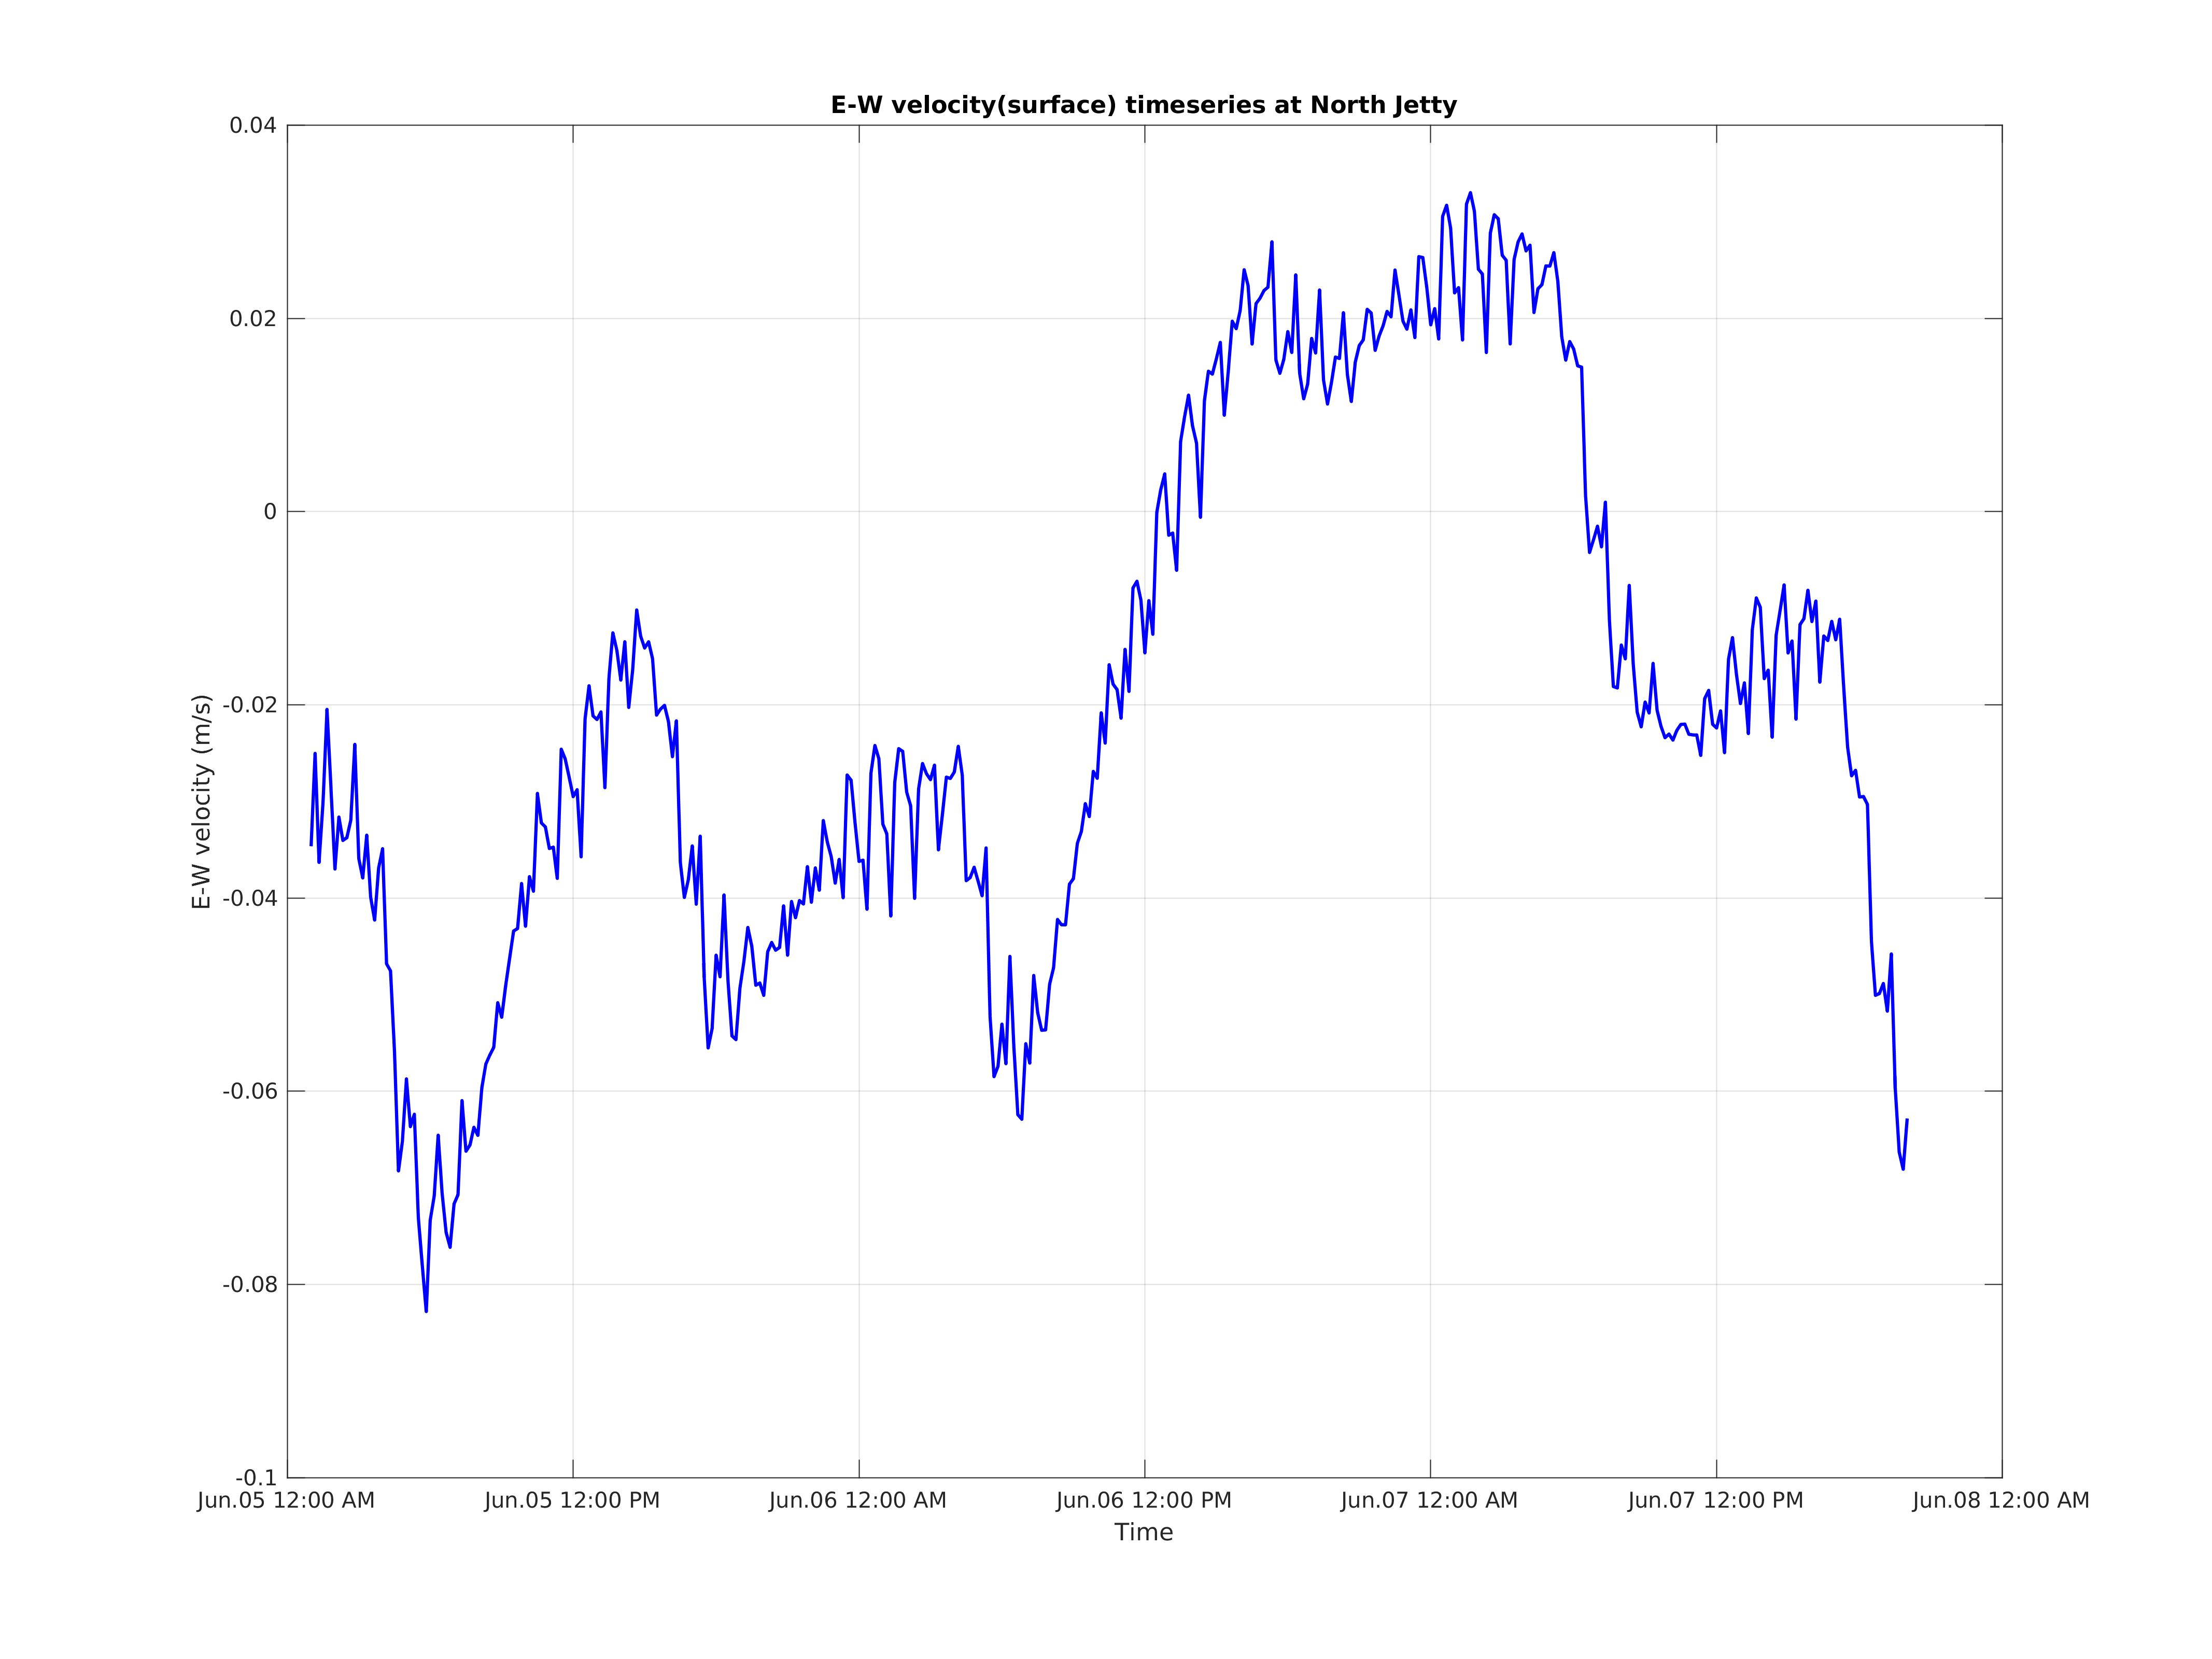 E-W velocity(surface) timeseries at North Jetty
0.04
0.02
0
-0.02
-0.04
-0.06
-0.08
-0.1
E-W velocity (m/s)
Jun.05 12:00 AM
Jun.05 12:00 PM
Jun.06 12:00 AM
Jun.06 12:00 PM
Jun.07 12:00 AM
Jun.07 12:00 PM
Jun.08 12:00 AM
Time